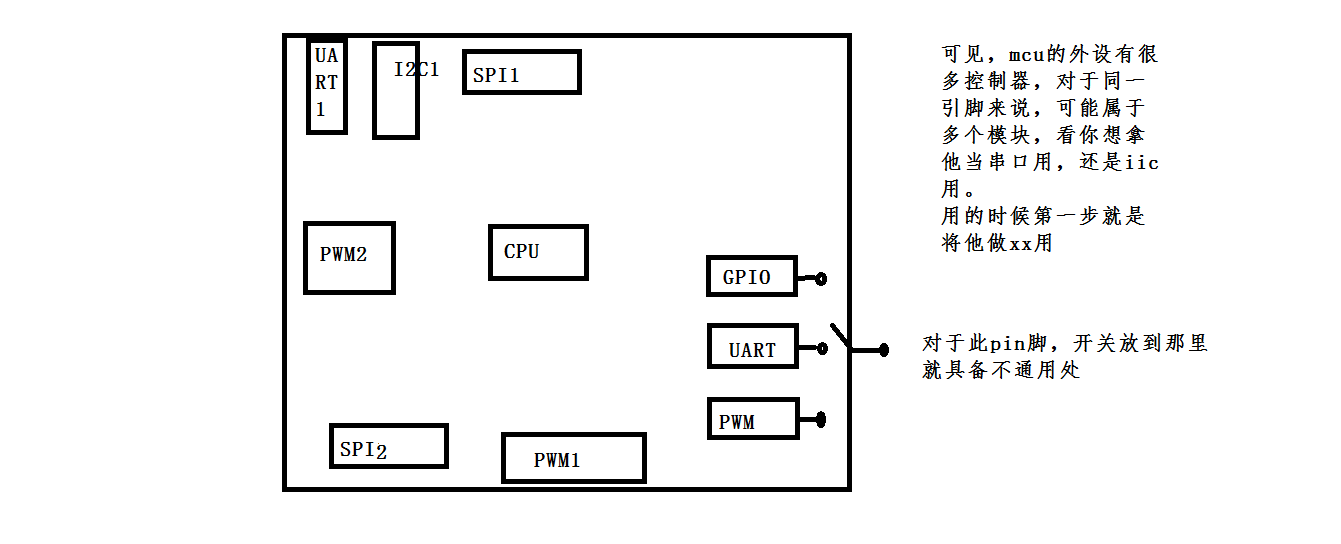 UA
RT
1
I2C1
SPI1
PWM2
CPU
GPIO
UART
PWM
SPI2
PWM1
可见，mcu的外设有很
多控制器，对于同一
引脚来说，可能属于
多个模块，看你想拿
他当串口用，还是iic
用。
用的时候第一步就是
将他做xx用
对于此pin脚，开关放到那里
就具备不通用处